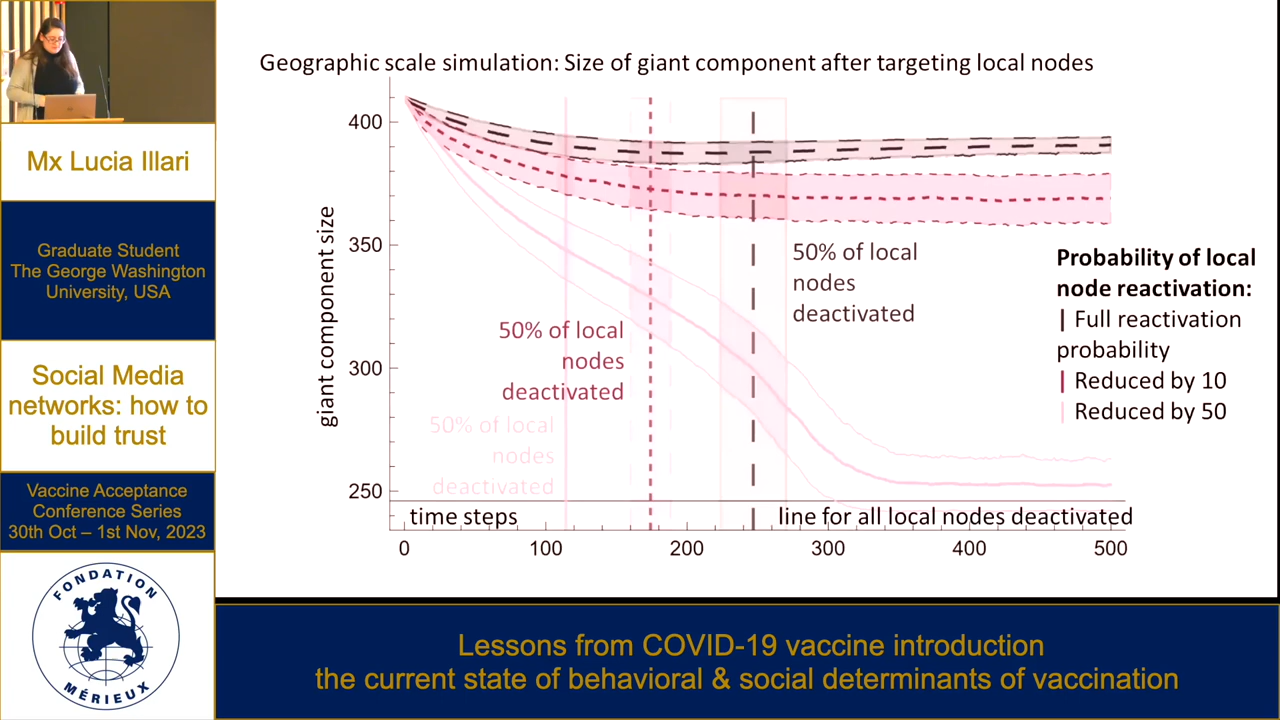 Mx Lucia Illari
Graduate Student
The George Washington
University, USA
Social Media
networks: how to
build trust
Vaccine Acceptance
Conference Series
30th Oct – 1st Nov, 2023
FONDATION
MÉRIEUX
Geographic scale simulation: Size of giant component after targeting local nodes
giant component size
400
350
300
250
50% of local
nodes
deactivated
50% of local
nodes
deactivated
50% of local
nodes
deactivated
Probability of local
node reactivation:
| Full reactivation
probability
| Reduced by 10
| Reduced by 50
time steps
line for all local nodes deactivated
0 100 200 300 400 500
Lessons from COVID-19 vaccine introduction
the current state of behavioral & social determinants of vaccination